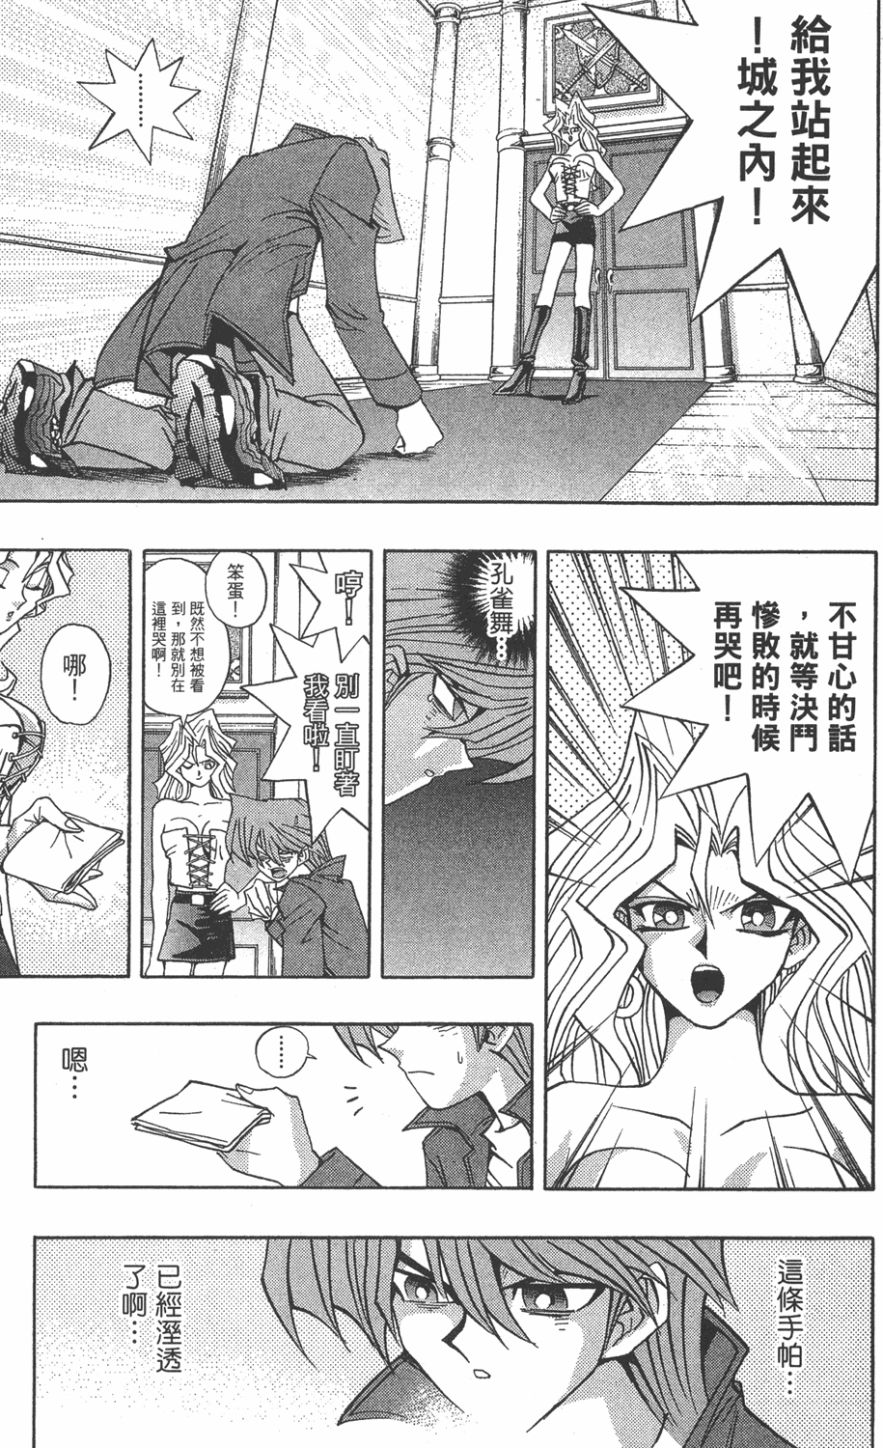 給我站起來
！城之內！
……
不甘心的話
，就等決鬥
慘敗的時候
再哭吧！
孔雀舞…
哼！
別一直盯著
我看啦！
笨蛋！
既然不想被看
到，那就別在
這裡哭啊！
哪！
……
嗯…
這條手帕…
已經溼透
了啊…